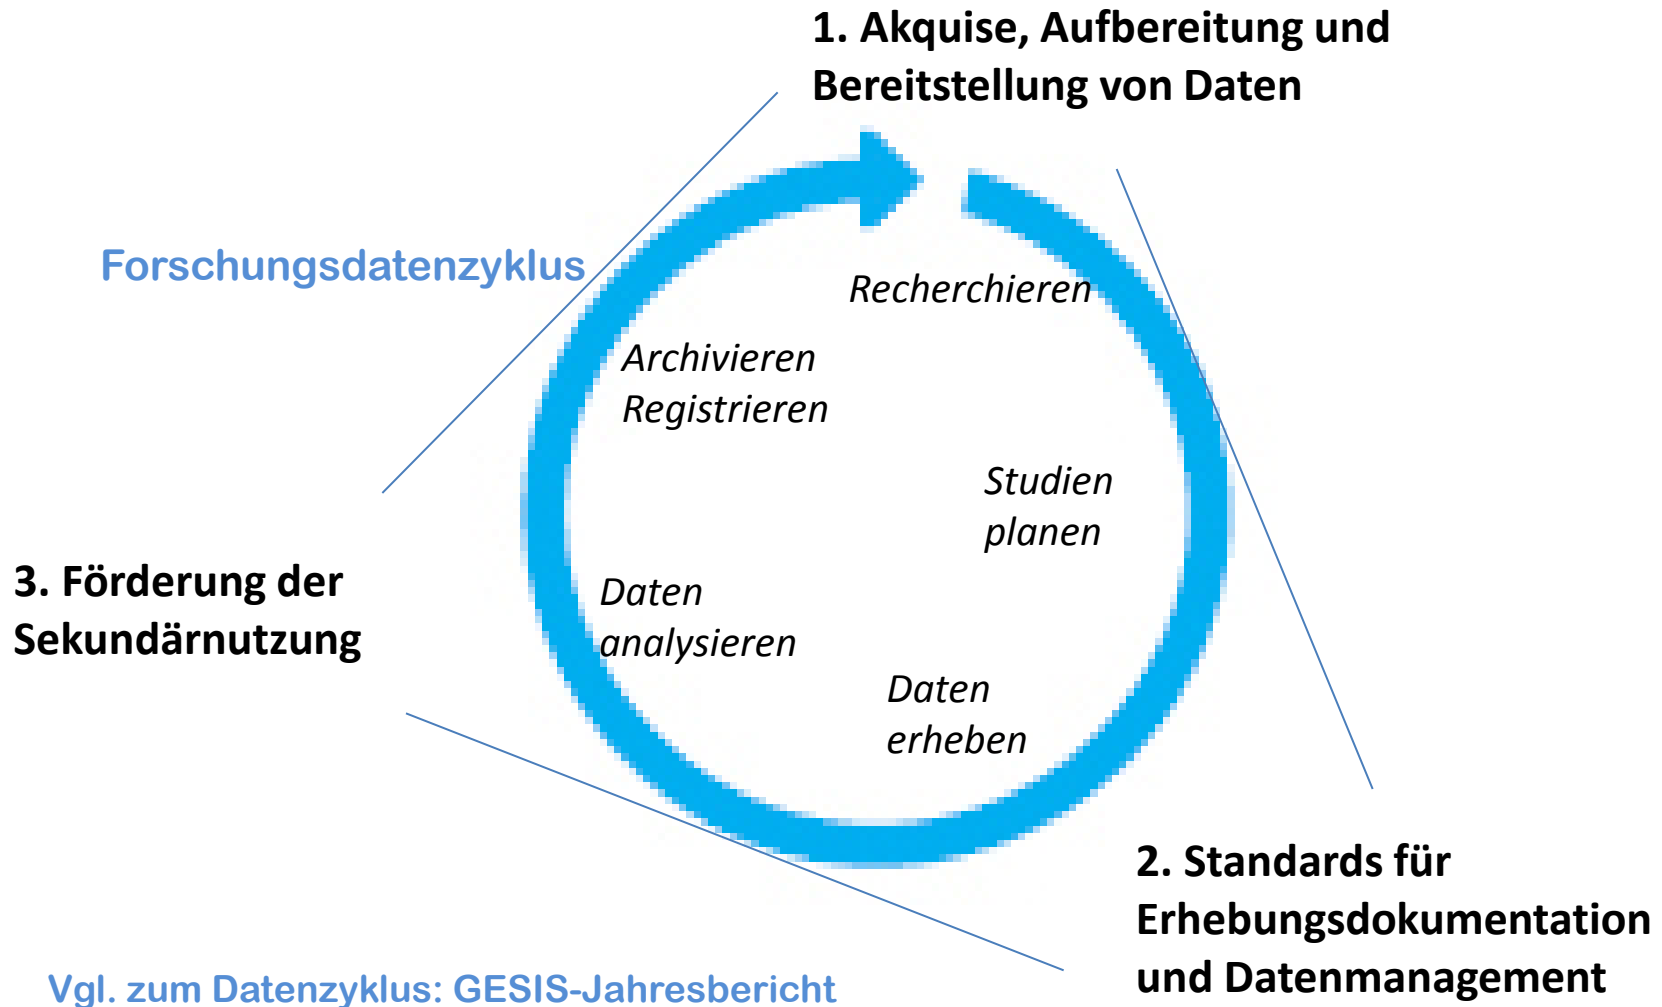 1. Akquise, Aufbereitung und
Bereitstellung von Daten
Forschungsdatenzyklus
Recherchieren
Archivieren
Registrieren
Studien
planen
3. Förderung der
Sekundärnutzung
Daten
analysieren
Daten
erheben
2. Standards für
Erhebungsdokumentation
und Datenmanagement
Vgl. zum Datenzyklus: GESIS-Jahresbericht